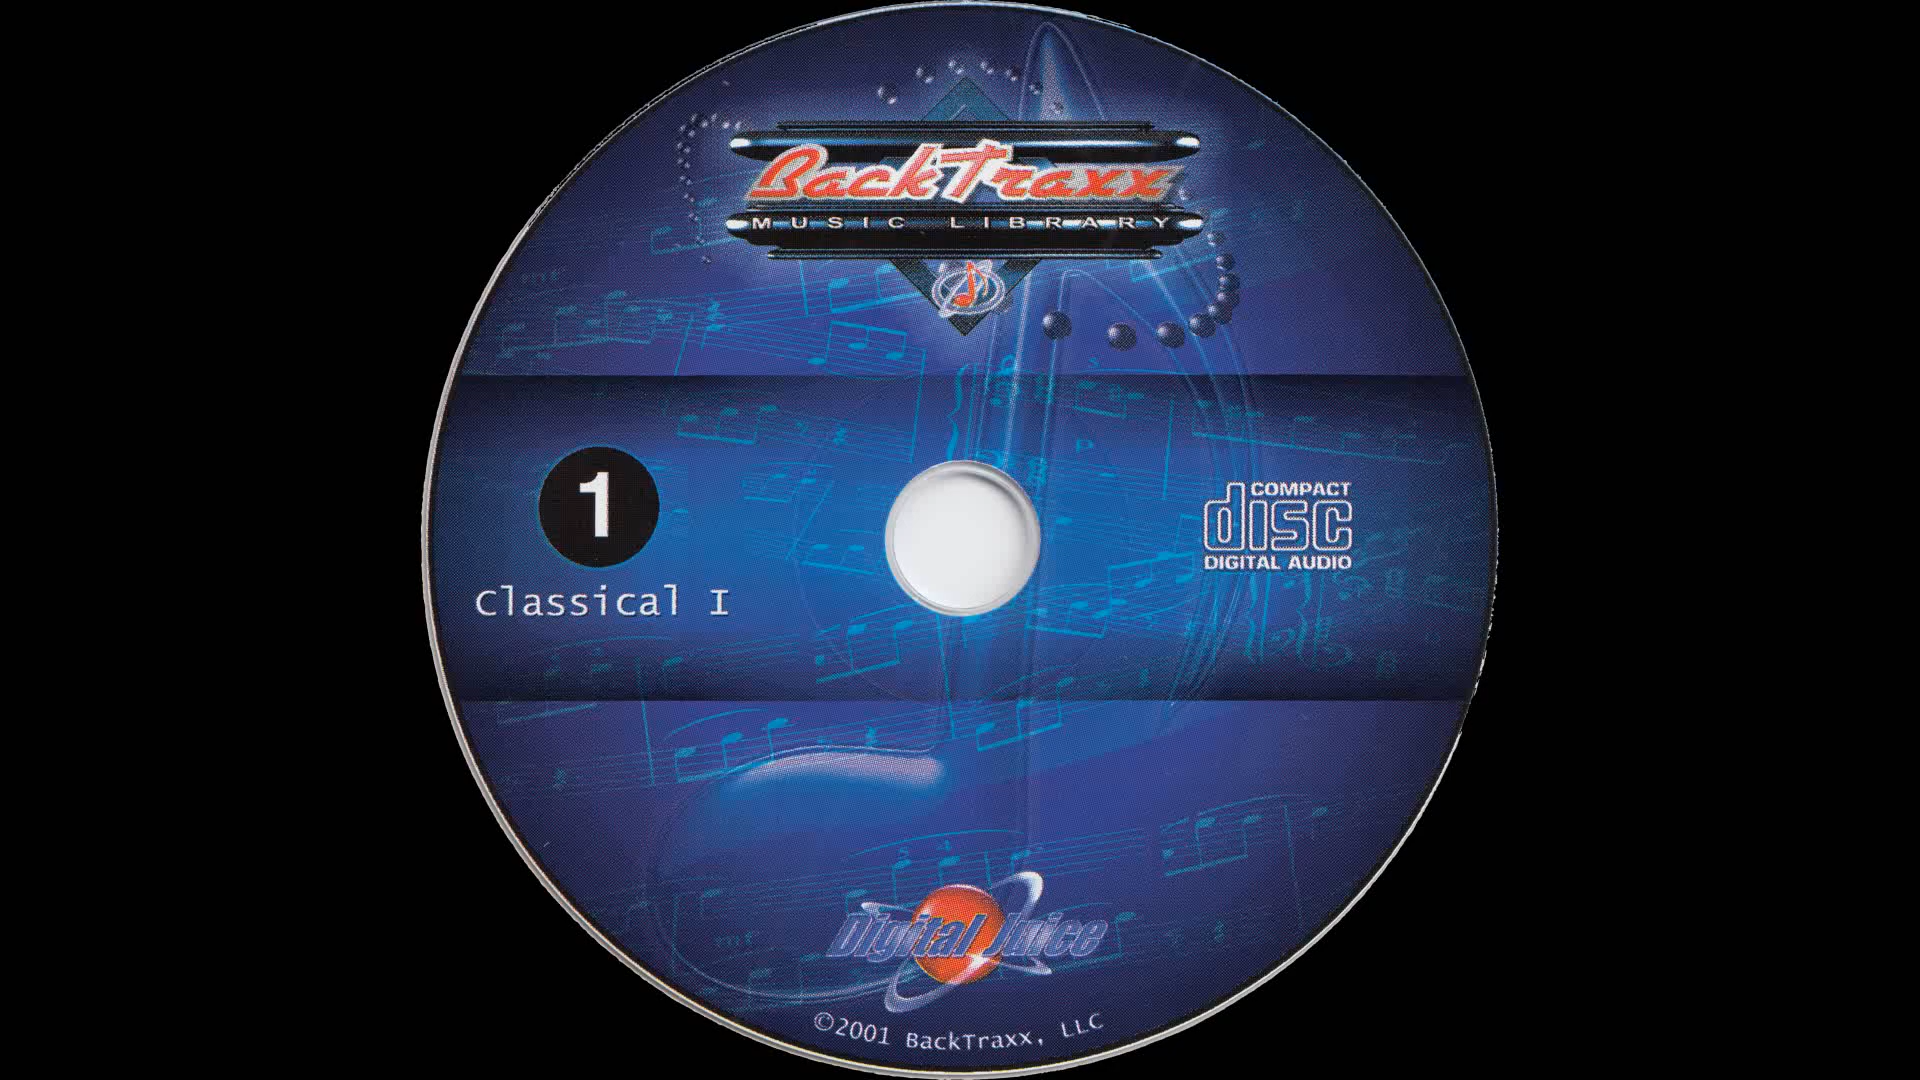 BackTraxx
MUSIC LIBRARY
1
Classical I
COMPACT
disc
DIGITAL AUDIO
Digital Juice
©2001 BackTraxx, LLC